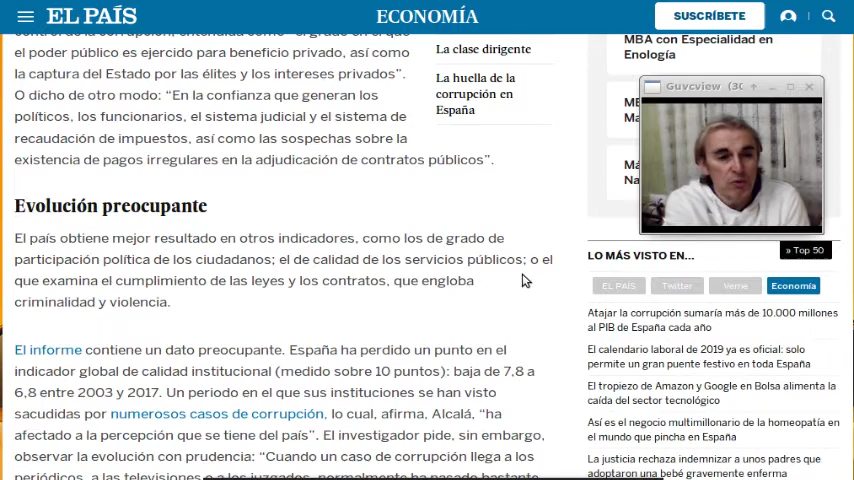 EL PAÍS
ECONOMÍA
SUSCRÍBETE
el poder público es ejercido para beneficio privado, así como
la captura del Estado por las élites y los intereses privados”.
O dicho de otro modo: “En la confianza que generan los
políticos, los funcionarios, el sistema judicial y el sistema de
recaudación de impuestos, así como las sospechas sobre la
existencia de pagos irregulares en la adjudicación de contratos públicos”.
Evolución preocupante
El país obtiene mejor resultado en otros indicadores, como los de grado de
participación política de los ciudadanos; el de calidad de los servicios públicos; o el
que examina el cumplimiento de las leyes y los contratos, que engloba
criminalidad y violencia.
El informe contiene un dato preocupante. España ha perdido un punto en el
indicador global de calidad institucional (medido sobre 10 puntos): baja de 7,8 a
6,8 entre 2003 y 2017. Un periodo en el que sus instituciones se han visto
sacudidas por numerosos casos de corrupción, lo cual, afirma, Alcalá, “ha
afectado a la percepción que se tiene del país”. El investigador pide, sin embargo,
observar la evolución con prudencia: “Cuando un caso de corrupción llega a los
periódicos, a las televisiones o a los juzgados, normalmente ha pasado bastante
La clase dirigente
La huella de la
corrupción en
España
MBA con Especialidad en
Enología
Guvcview (30
» Top 50
LO MÁS VISTO EN...
EL PAÍS
Twitter
Verne
Economía
Atajar la corrupción sumaría más de 10.000 millones
al PIB de España cada año
El calendario laboral de 2019 ya es oficial: solo
permite un gran puente festivo en toda España
El tropiezo de Amazon y Google en Bolsa alimenta la
caída del sector tecnológico
Así es el negocio multimillonario de la homeopatía en
el mundo que pincha en España
La justicia rechaza indemnizar a unos padres que
adoptaron una bebé gravemente enferma